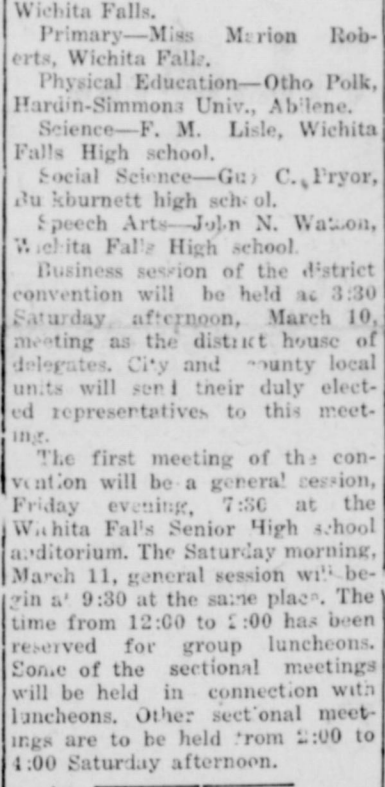 Wichita Falls.
Primary—Miss Marion Rob-
erts, Wichita Falls.
Physical Education—Otho Polk,
Hardin-Simmons Univ., Abilene.
Science—F. M. Lisle, Wichita
Falls High school.
Social Science—Guy C. Pryor,
Burkburnett high school.
Speech Arts—John N. Watson,
Wichita Falls High school.
Business session of the district
convention will be held at 3:30
Saturday afternoon, March 10,
meeting as the district house of
delegates. City and county local
units will send their duly elect-
ed representatives to this meet-
ing.
The first meeting of the con-
vention will be a general session,
Friday evening, 7:30 at the
Wichita Falls Senior High school
auditorium. The Saturday morning,
March 11, general session will be-
gin at 9:30 at the same place. The
time from 12:00 to 2:00 has been
reserved for group luncheons.
Some of the sectional meetings
will be held in connection with
luncheons. Other sectional meet-
ings are to be held from 2:00 to
4:00 Saturday afternoon.